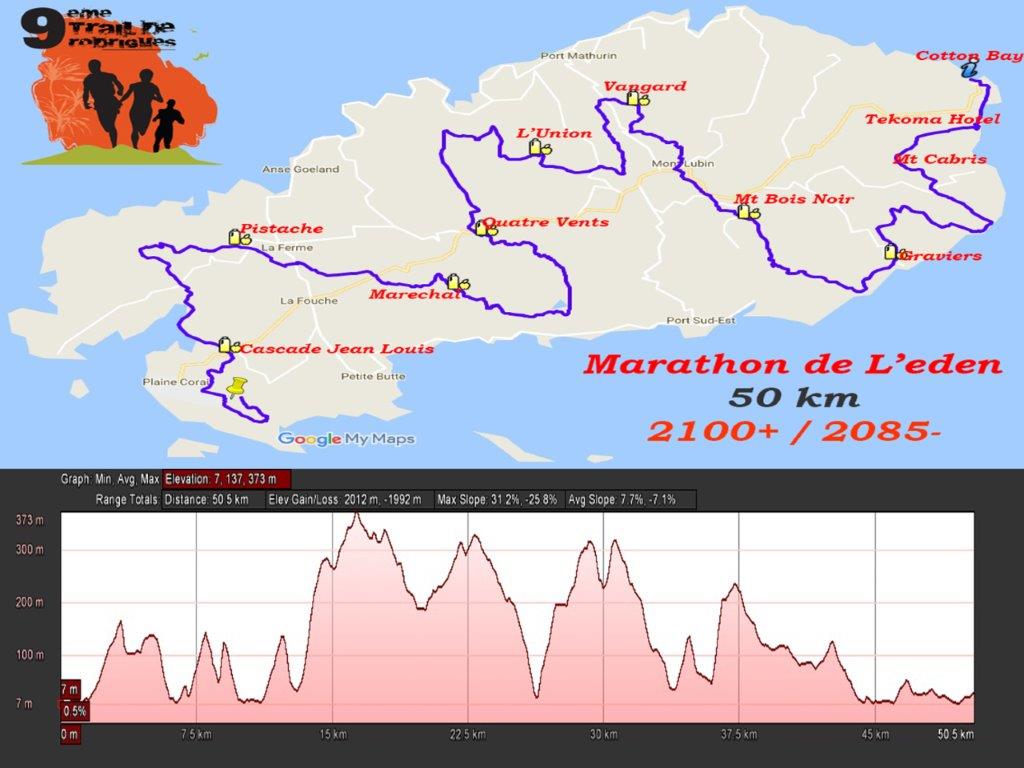 9eme
Trail De
rodrigues
Cotton Bay
Port Mathurin
Vangard
Tekoma Hotel
L'Union
Mt Cabris
Mont Lubin
Anse Goeland
Mt Bois Noir
Quatre Vents
Pistache
La Ferme
Graviers
Marechal
La Fouche
Port Sud-Est
Cascade Jean Louis
Marathon de L'eden
Petite Butte
Plaine Corail
50 km
2100+ / 2085-
Google My Maps
Graph: Min, Avg, Max Elevation: 7, 137, 373 m
Range Totals: Distance: 50.5 km Elev Gain/Loss: 2012 m, -1992 m Max Slope: 31.2%, -25.8% Avg Slope: 7.7%, -7.1%
373 m
300 m
200 m
100 m
7 m
7 m
0.5%
0 m 7.5 km 15 km 22.5 km 30 km 37.5 km 45 km 50.5 km